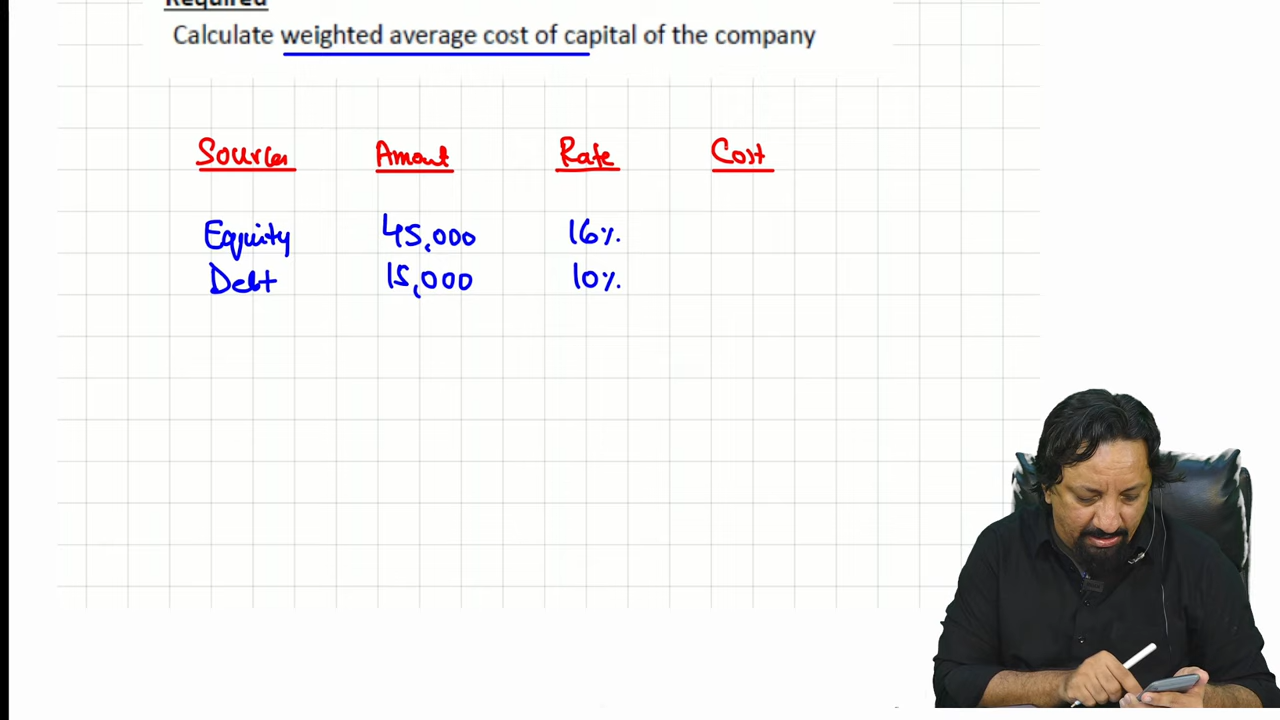 Required
Calculate weighted average cost of capital of the company
Sources Amount Rate Cost
Equity 45,000 16%
Debt 15,000 10%